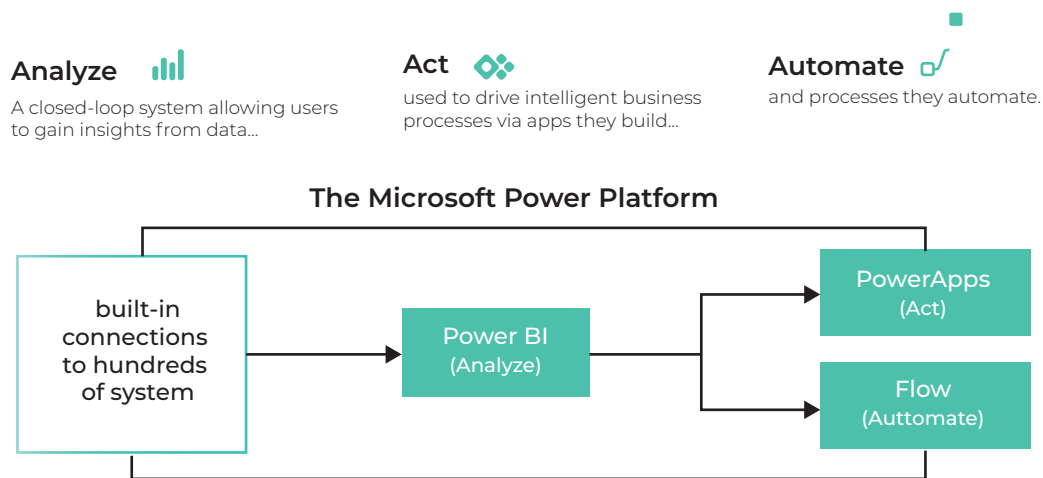 Analyze
A closed-loop system allowing users
to gain insights from data...
Act
used to drive intelligent business
processes via apps they build...
Automate
and processes they automate.
The Microsoft Power Platform
built-in
connections
to hundreds
of system
Power BI
(Analyze)
PowerApps
(Act)
Flow
(Auttomate)